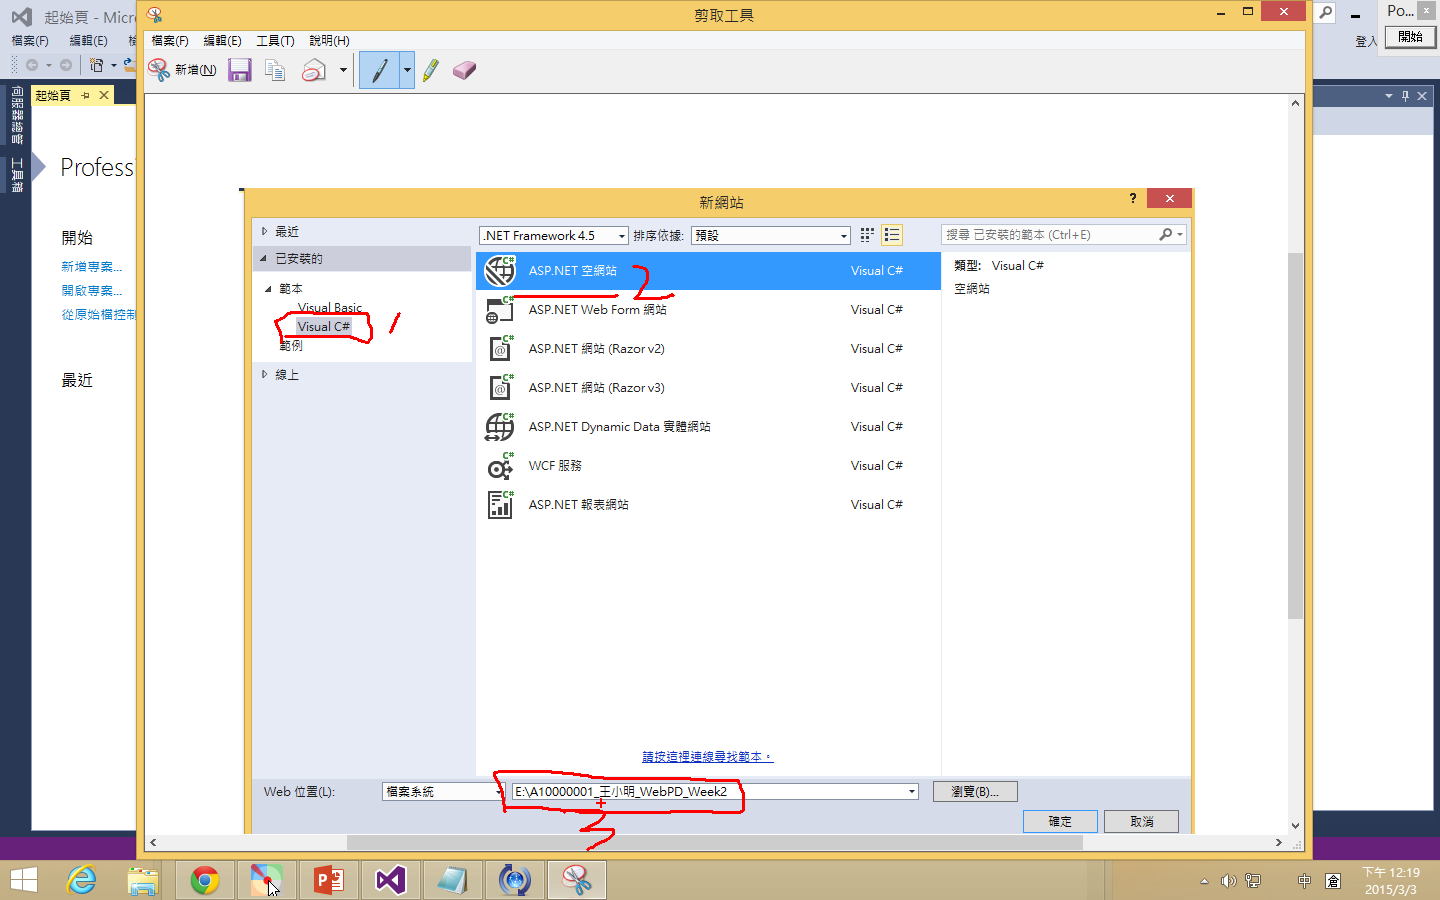 起始頁 - Micro
剪取工具
Po...
檔案(F) 編輯(E)
檔案(F) 編輯(E) 工具(T) 說明(H)
登入
開始
新增(N)
伺服器總管
工具箱
起始頁
Profess
開始
新增專案...
開啟專案...
從原始檔控制
最近
新網站
?
最近
已安裝的
範本
Visual Basic
Visual C#
範例
線上
1
.NET Framework 4.5
排序依據:
預設
搜尋 已安裝的範本 (Ctrl+E)
ASP.NET 空網站 Visual C#
2
ASP.NET Web Form 網站 Visual C#
ASP.NET 網站 (Razor v2) Visual C#
ASP.NET 網站 (Razor v3) Visual C#
ASP.NET Dynamic Data 實體網站 Visual C#
WCF 服務 Visual C#
ASP.NET 報表網站 Visual C#
類型: Visual C#
空網站
請按這裡連線尋找範本。
Web 位置(L):
檔案系統
E:\A10000001_王小明_WebPD_Week2
瀏覽(B)...
3
確定
取消
中
倉
下午 12:19
2015/3/3